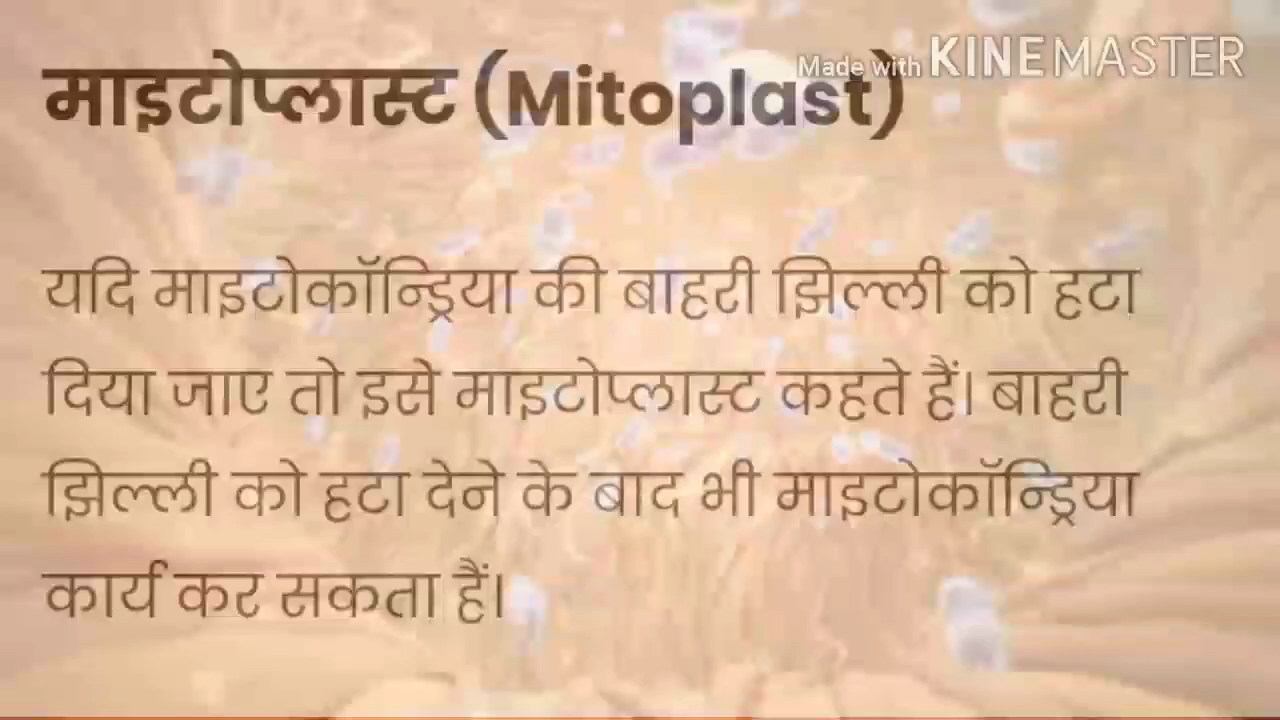 Made with KINEMASTER
माइटोप्लास्ट (Mitoplast)
यदि माइटोकॉन्ड्रिया की बाहरी झिल्ली को हटा
दिया जाए तो इसे माइटोप्लास्ट कहते हैं। बाहरी
झिल्ली को हटा देने के बाद भी माइटोकॉन्ड्रिया
कार्य कर सकता हैं।